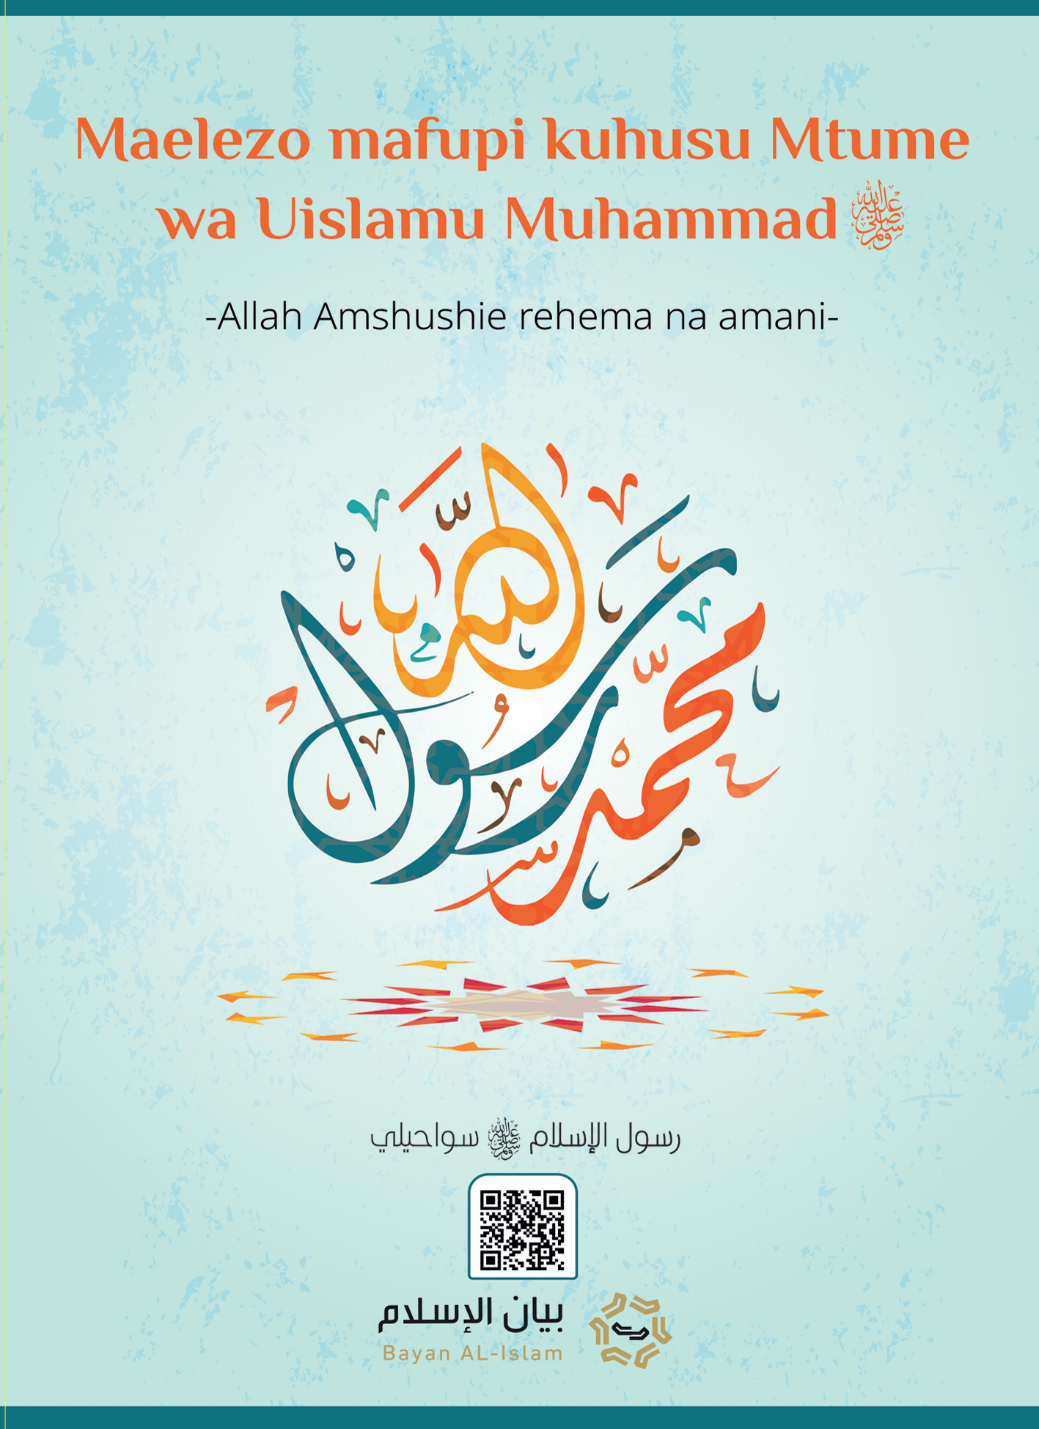 Maelezo mafupi kuhusu Mtume
wa Uislamu Muhammad ﷺ
-Allah Amshushie rehema na amani-
محمد رسول الله
رسول الإسلام ﷺ سواحيلي
بيان الإسلام
Bayan AL-Islam